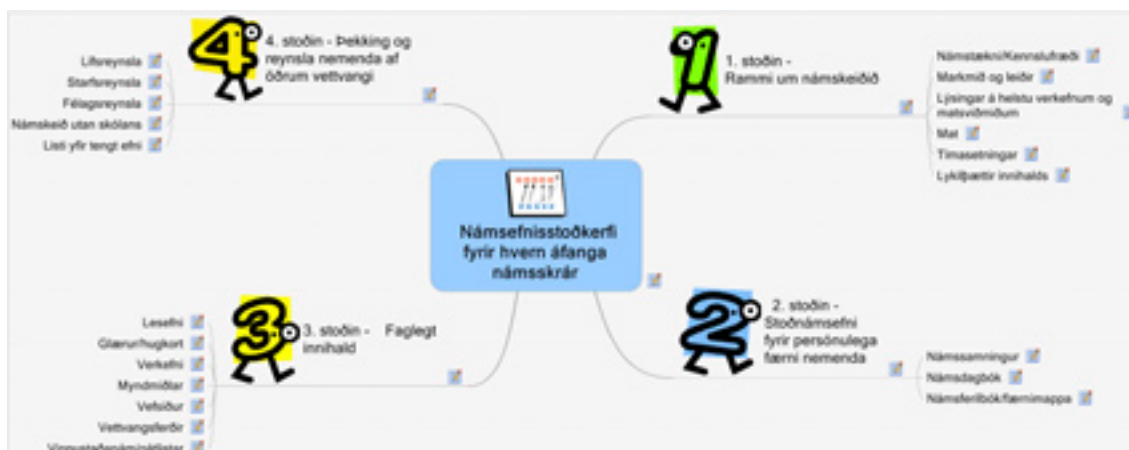 Námsefnisstoðkerfi
fyrir hvern áfanga
námsskrár
1. stoðin -
Rammi um námskeiðið
Námstækni/Kennslufræði
Markmið og leiðir
Lýsingar á helstu verkefnum og
matsviðmiðum
Mat
Tímasetningar
Lykilþættir innihalds
2. stoðin -
Stoðnámsefni
fyrir persónulega
færni nemenda
Námssamningur
Námsdagbók
Námsferilbók/færnimappa
3. stoðin - Faglegt
innihald
Lesefni
Glærur/hugkort
Verkefni
Myndmiðlar
Vefsíður
Vettvangsferðir
4. stoðin - Þekking og
reynsla nemenda af
öðrum vettvangi
Lífsreynsla
Starfsreynsla
Félagsreynsla
Námskeið utan skólans
Listi yfir tengt efni